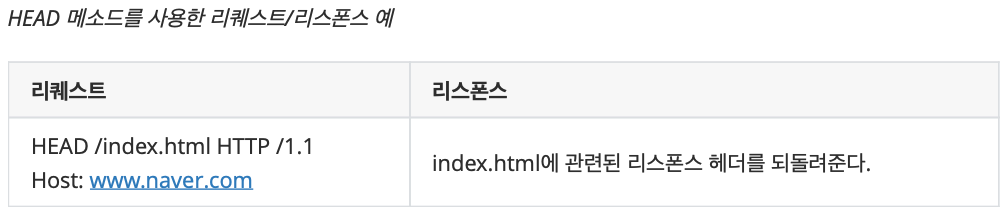 HEAD 메소드를 사용한 리퀘스트/리스폰스 예
리퀘스트
리스폰스
HEAD /index.html HTTP /1.1
Host: www.naver.com
index.html에 관련된 리스폰스 헤더를 되돌려준다.